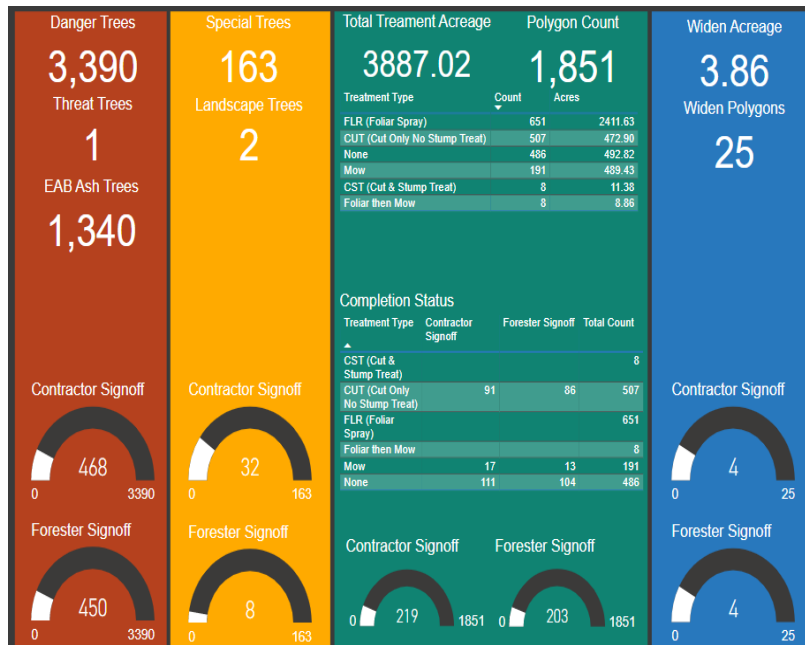 Danger Trees
3,390
Threat Trees
1
EAB Ash Trees
1,340
Contractor Signoff
468
0 3390
Forester Signoff
450
0 3390
Special Trees
163
Landscape Trees
2
Contractor Signoff
32
0 163
Forester Signoff
8
0 163
Total Treament Acreage Polygon Count
3887.02 1,851
Treatment Type Count Acres
FLR (Foliar Spray) 651 2411.63
CUT (Cut Only No Stump Treat) 507 472.90
None 486 492.82
Mow 191 489.43
CST (Cut & Stump Treat) 8 11.38
Foliar then Mow 8 8.86
Completion Status
Treatment Type Contractor Forester Signoff Total Count
Signoff
CST (Cut & 8
Stump Treat)
CUT (Cut Only 91 86 507
No Stump Treat)
FLR (Foliar 651
Spray)
Foliar then Mow 8
Mow 17 13 191
None 111 104 486
Contractor Signoff Forester Signoff
0 219 1851 0 203 1851
Widen Acreage
3.86
Widen Polygons
25
Contractor Signoff
4
0 25
Forester Signoff
4
0 25